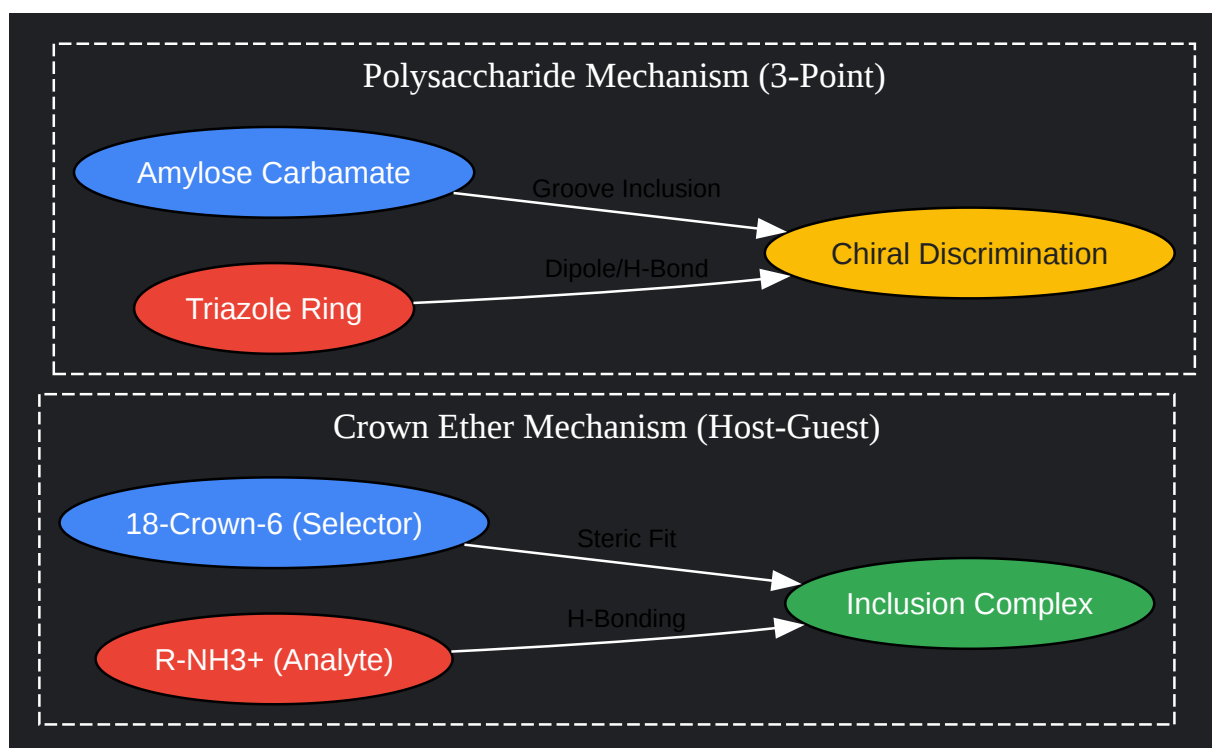 Polysaccharide Mechanism (3-Point)
Amylose Carbamate
Groove Inclusion
Chiral Discrimination
Dipole/H-Bond
Triazole Ring
Crown Ether Mechanism (Host-Guest)
18-Crown-6 (Selector)
Steric Fit
Inclusion Complex
H-Bonding
R-NH3+ (Analyte)